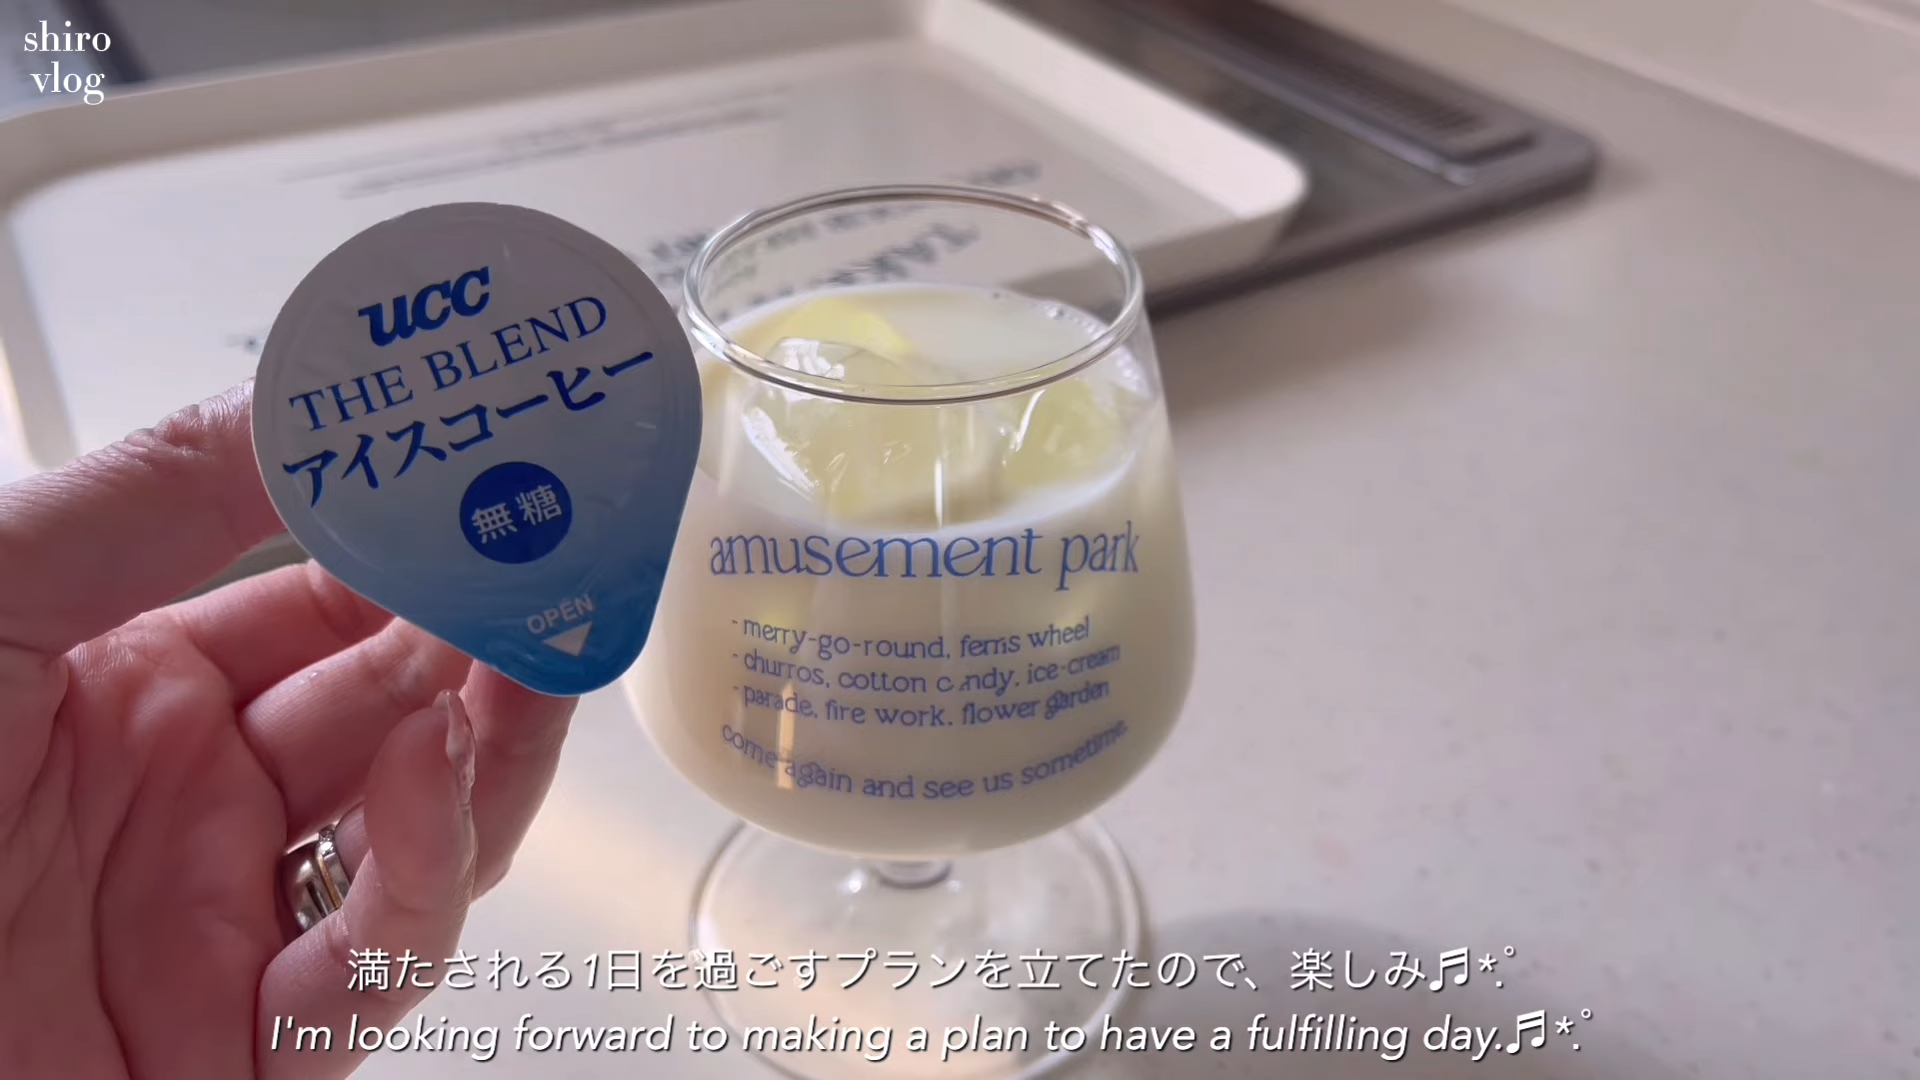 shiro
vlog
ucc
THE BLEND
アイスコーヒー
無糖
OPEN
amusement park
- merry-go-round, ferris wheel
- churros, cotton c ndy. ice-cream
- parade, fire work. flower garden
come again and see us sometime.
満たされる1日を過ごすプランを立てたので、楽しみ♬*.ﾟ
I'm looking forward to making a plan to have a fulfilling day.♬*.ﾟ